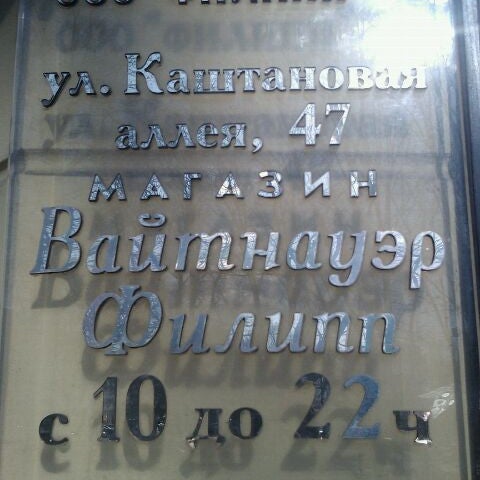 ул. Каштановая
аллея, 47
МАГАЗИН
Вайтнауэр
Филипп
с 10 до 22 ч